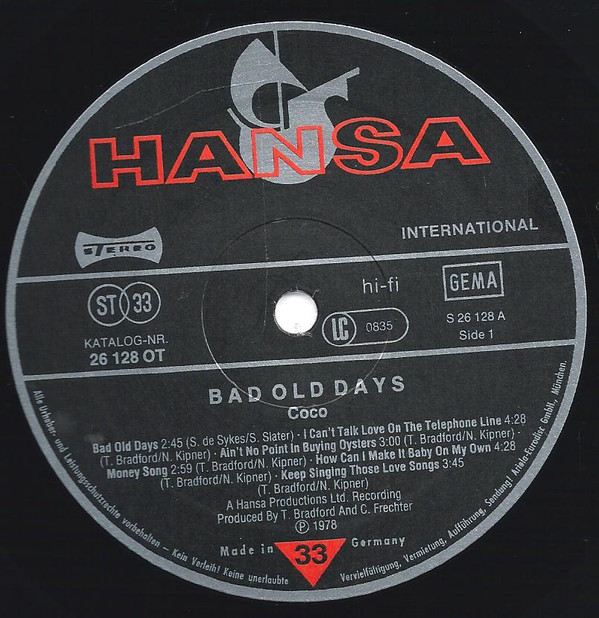 HANSA
INTERNATIONAL
STEREO
ST 33
hi-fi
GEMA
KATALOG-NR.
26 128 OT
LC 0835
S 26 128 A
Side 1
BAD OLD DAYS
Coco
Bad Old Days 2:45 (S. de Sykes/S. Slater) · I Can't Talk Love On The Telephone Line 4:28
(T. Bradford/N. Kipner) · Ain't No Point In Buying Oysters 3:00 (T. Bradford/N. Kipner) ·
Money Song 2:59 (T. Bradford/N. Kipner) · How Can I Make It Baby On My Own 4:28
(T. Bradford/N. Kipner) · Keep Singing Those Love Songs 3:45
(T. Bradford/N. Kipner)
A Hansa Productions Ltd. Recording
Produced By T. Bradford And C. Frechter
℗ 1978
Made in Germany
33
Alle Urheber- und Leistungsschutzrechte vorbehalten – Kein Verleih! Keine unerlaubte Vervielfältigung, Vermietung, Aufführung, Sendung! Ariola-Eurodisc GmbH., München.